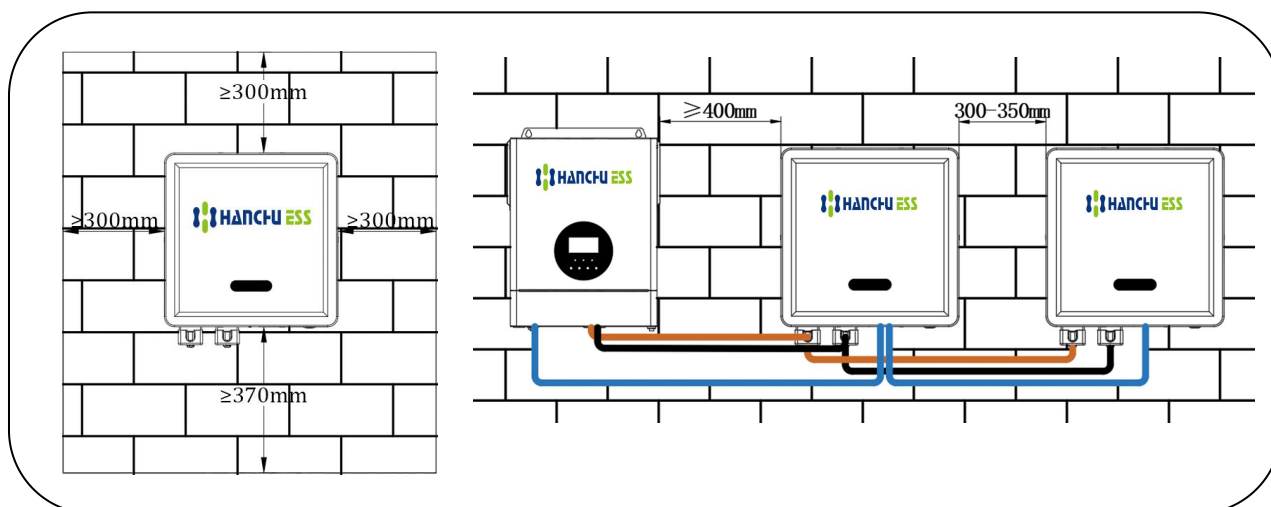 ≥300mm
HANCHU ESS
≥300mm
≥300mm
≥370mm
≥400mm
300-350mm
HANCHU ESS
HANCHU ESS
HANCHU ESS